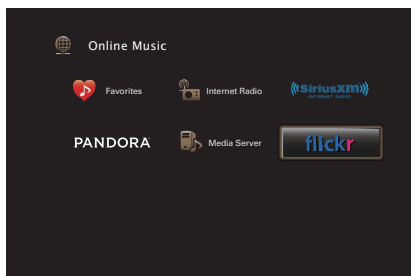 Online Music
Favorites
Internet Radio
((SiriusXM))
INTERNET RADIO
PANDORA
Media Server
flickr